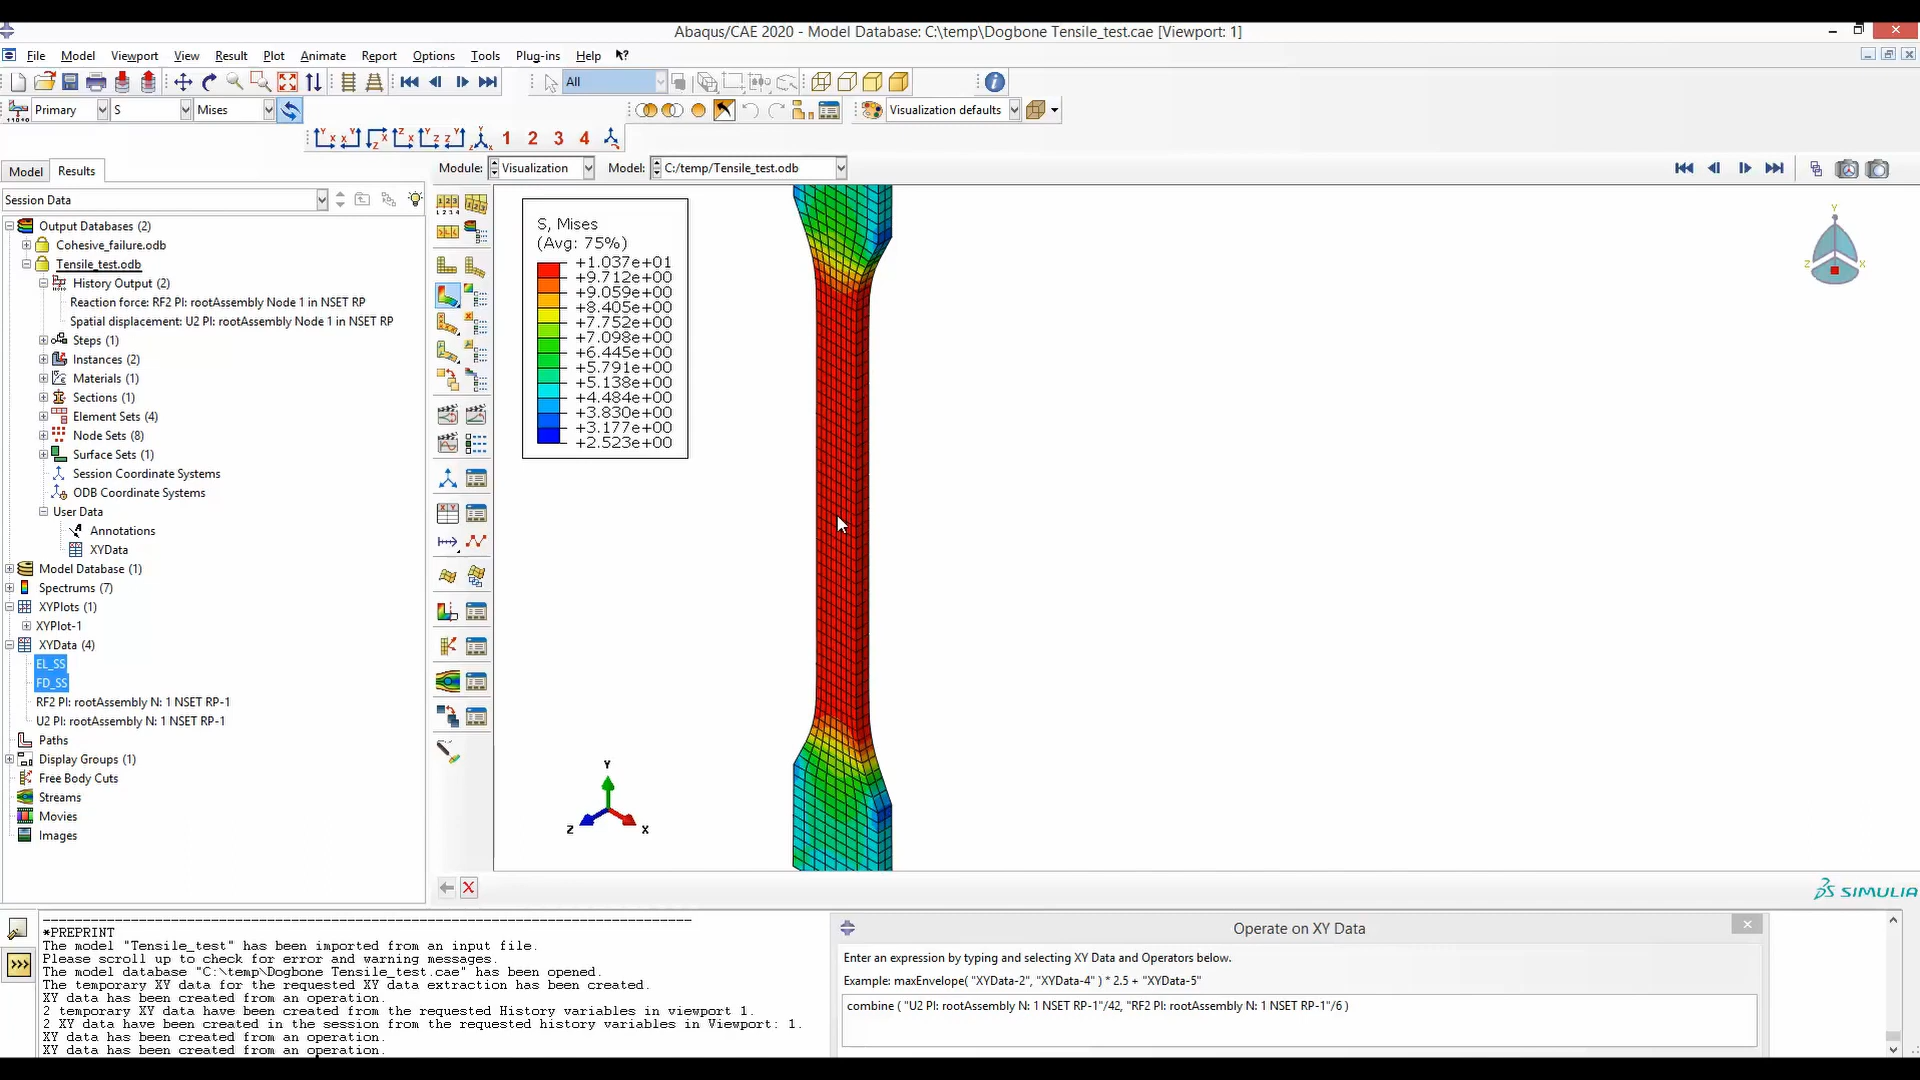 Abaqus/CAE 2020 - Model Database: C:\temp\Dogbone Tensile_test.cae [Viewport: 1]
File Model Viewport View Result Plot Animate Report Options Tools Plug-ins Help
All
Primary S Mises Visualization defaults
1 2 3 4
Model Results Module: Visualization Model: C:/temp/Tensile_test.odb
Session Data
Output Databases (2)
Cohesive_failure.odb
Tensile_test.odb
History Output (2)
Reaction force: RF2 PI: rootAssembly Node 1 in NSET RP
Spatial displacement: U2 PI: rootAssembly Node 1 in NSET RP
Steps (1)
Instances (2)
Materials (1)
Sections (1)
Element Sets (4)
Node Sets (8)
Surface Sets (1)
Session Coordinate Systems
ODB Coordinate Systems
User Data
Annotations
XYData
Model Database (1)
Spectrums (7)
XYPlots (1)
XYPlot-1
XYData (4)
EL_SS
FD_SS
RF2 PI: rootAssembly N: 1 NSET RP-1
U2 PI: rootAssembly N: 1 NSET RP-1
Paths
Display Groups (1)
Free Body Cuts
Streams
Movies
Images
S, Mises
(Avg: 75%)
+1.037e+01
+9.712e+00
+9.059e+00
+8.405e+00
+7.752e+00
+7.098e+00
+6.445e+00
+5.791e+00
+5.138e+00
+4.484e+00
+3.830e+00
+3.177e+00
+2.523e+00
Y
Z X
Y
Z X
SIMULIA
*PREPRINT
The model "Tensile_test" has been imported from an input file.
Please scroll up to check for error and warning messages.
The model database "C:\temp\Dogbone Tensile_test.cae" has been opened.
The temporary XY data for the requested XY data extraction has been created.
XY data has been created from an operation.
2 temporary XY data have been created from the requested History variables in viewport 1.
2 XY data have been created in the session from the requested history variables in Viewport: 1.
XY data has been created from an operation.
XY data has been created from an operation.
Operate on XY Data
Enter an expression by typing and selecting XY Data and Operators below.
Example: maxEnvelope( "XYData-2", "XYData-4" ) * 2.5 + "XYData-5"
combine ( "U2 PI: rootAssembly N: 1 NSET RP-1"/42, "RF2 PI: rootAssembly N: 1 NSET RP-1"/6 )